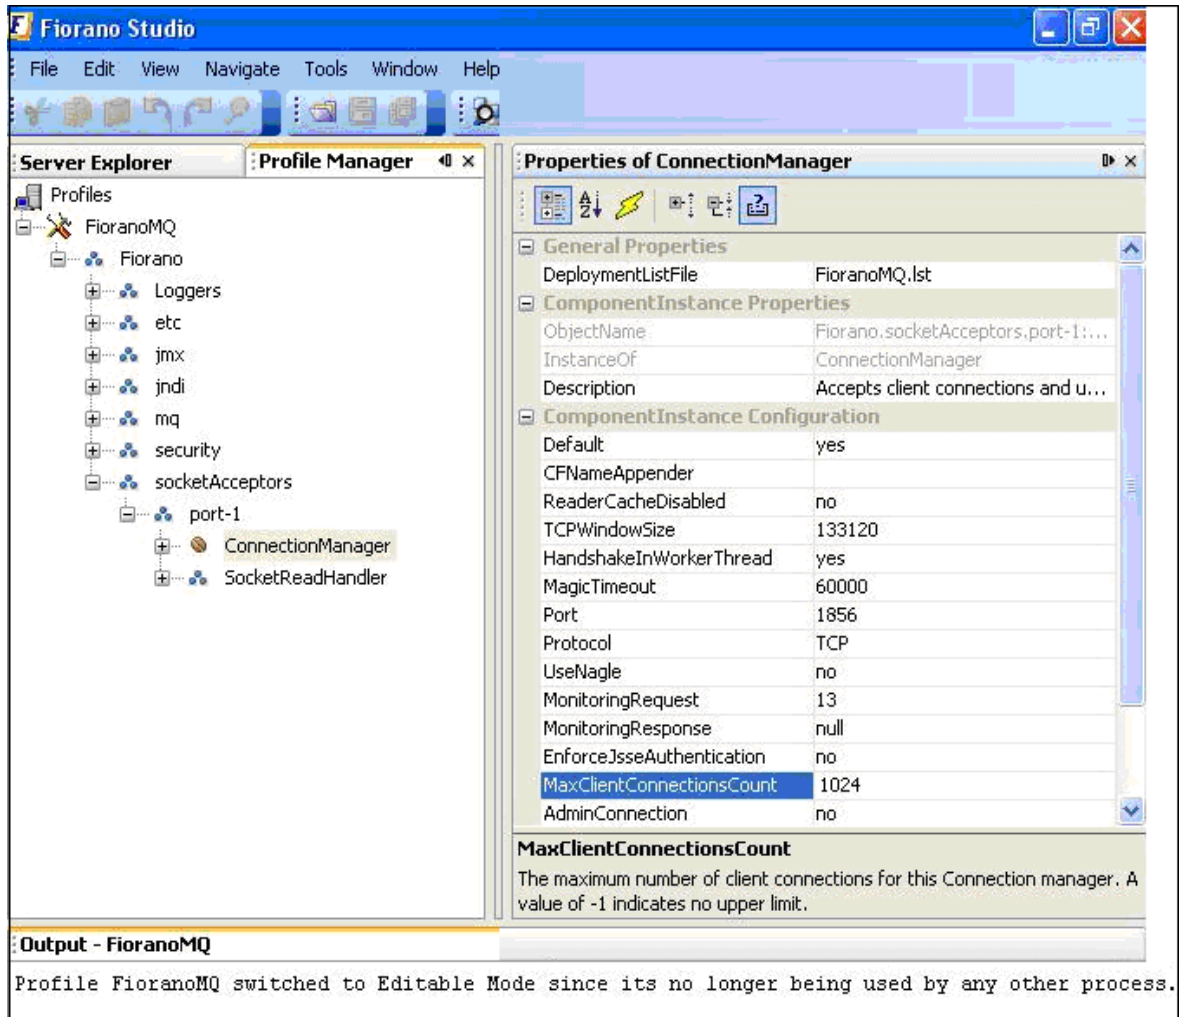 Fiorano Studio
File Edit View Navigate Tools Window Help
Server Explorer
Profile Manager
Profiles
FioranoMQ
Fiorano
Loggers
etc
jmx
jndi
mq
security
socketAcceptors
port-1
ConnectionManager
SocketReadHandler
Properties of ConnectionManager
General Properties
DeploymentListFile FioranoMQ.lst
ComponentInstance Properties
ObjectName Fiorano.socketAcceptors.port-1:...
InstanceOf ConnectionManager
Description Accepts client connections and u...
ComponentInstance Configuration
Default yes
CFNameAppender
ReaderCacheDisabled no
TCPWindowSize 133120
HandshakeInWorkerThread yes
MagicTimeout 60000
Port 1856
Protocol TCP
UseNagle no
MonitoringRequest 13
MonitoringResponse null
EnforceJsseAuthentication no
MaxClientConnectionsCount 1024
AdminConnection no
MaxClientConnectionsCount
The maximum number of client connections for this Connection manager. A
value of -1 indicates no upper limit.
Output - FioranoMQ
Profile FioranoMQ switched to Editable Mode since its no longer being used by any other process.